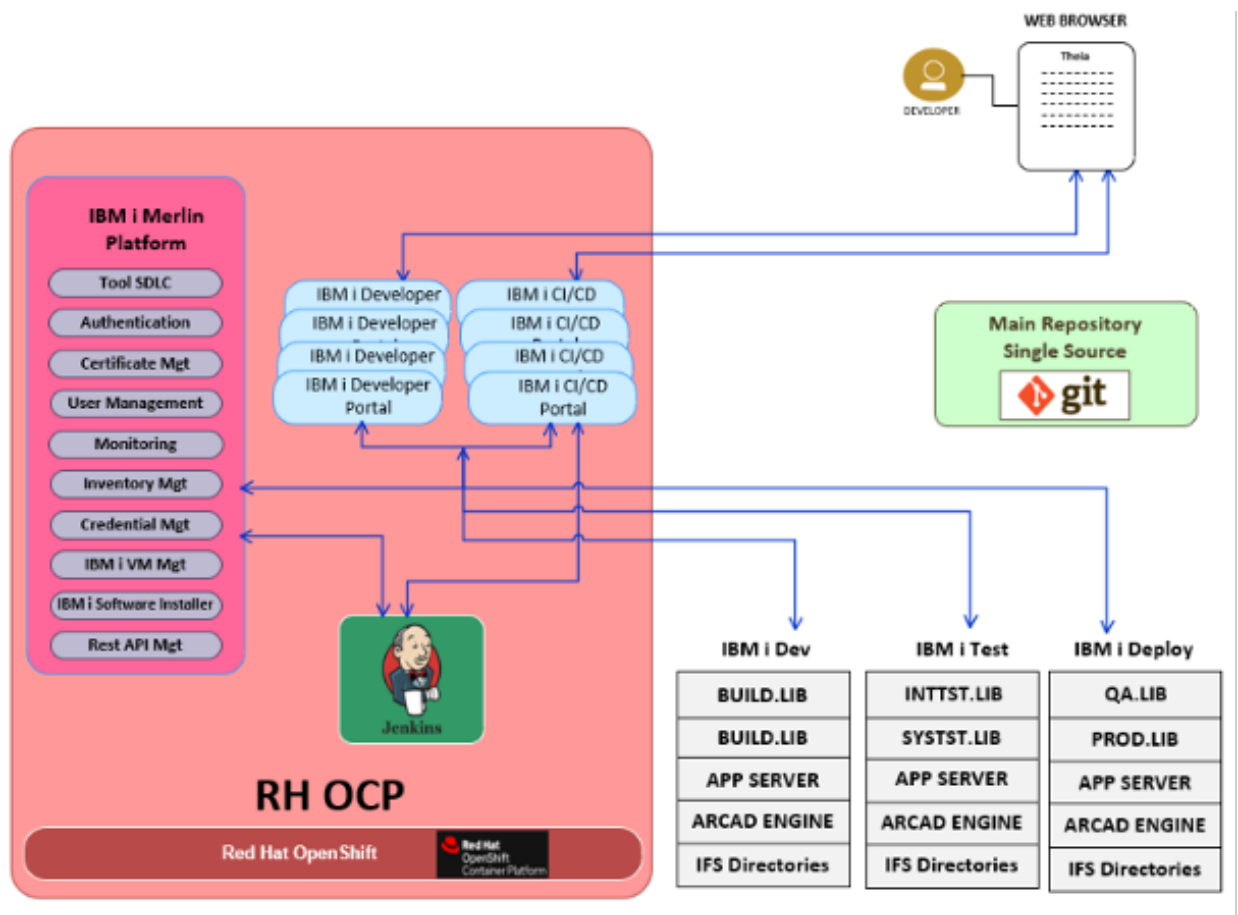 WEB BROWSER
Theia
DEVELOPER
IBM i Merlin
Platform
Tool SDLC
Authentication
Certificate Mgt
User Management
Monitoring
Inventory Mgt
Credential Mgt
IBM i VM Mgt
IBM i Software Installer
Rest API Mgt
IBM i Developer
IBM i Developer
IBM i Developer
IBM i Developer
Portal
IBM i CI/CD
IBM i CI/CD
IBM i CI/CD
IBM i CI/CD
Portal
Main Repository
Single Source
git
Jenkins
RH OCP
Red Hat OpenShift
Red Hat
OpenShift
Container Platform
IBM i Dev
BUILD.LIB
BUILD.LIB
APP SERVER
ARCAD ENGINE
IFS Directories
IBM i Test
INTTST.LIB
SYSTST.LIB
APP SERVER
ARCAD ENGINE
IFS Directories
IBM i Deploy
QA.LIB
PROD.LIB
APP SERVER
ARCAD ENGINE
IFS Directories